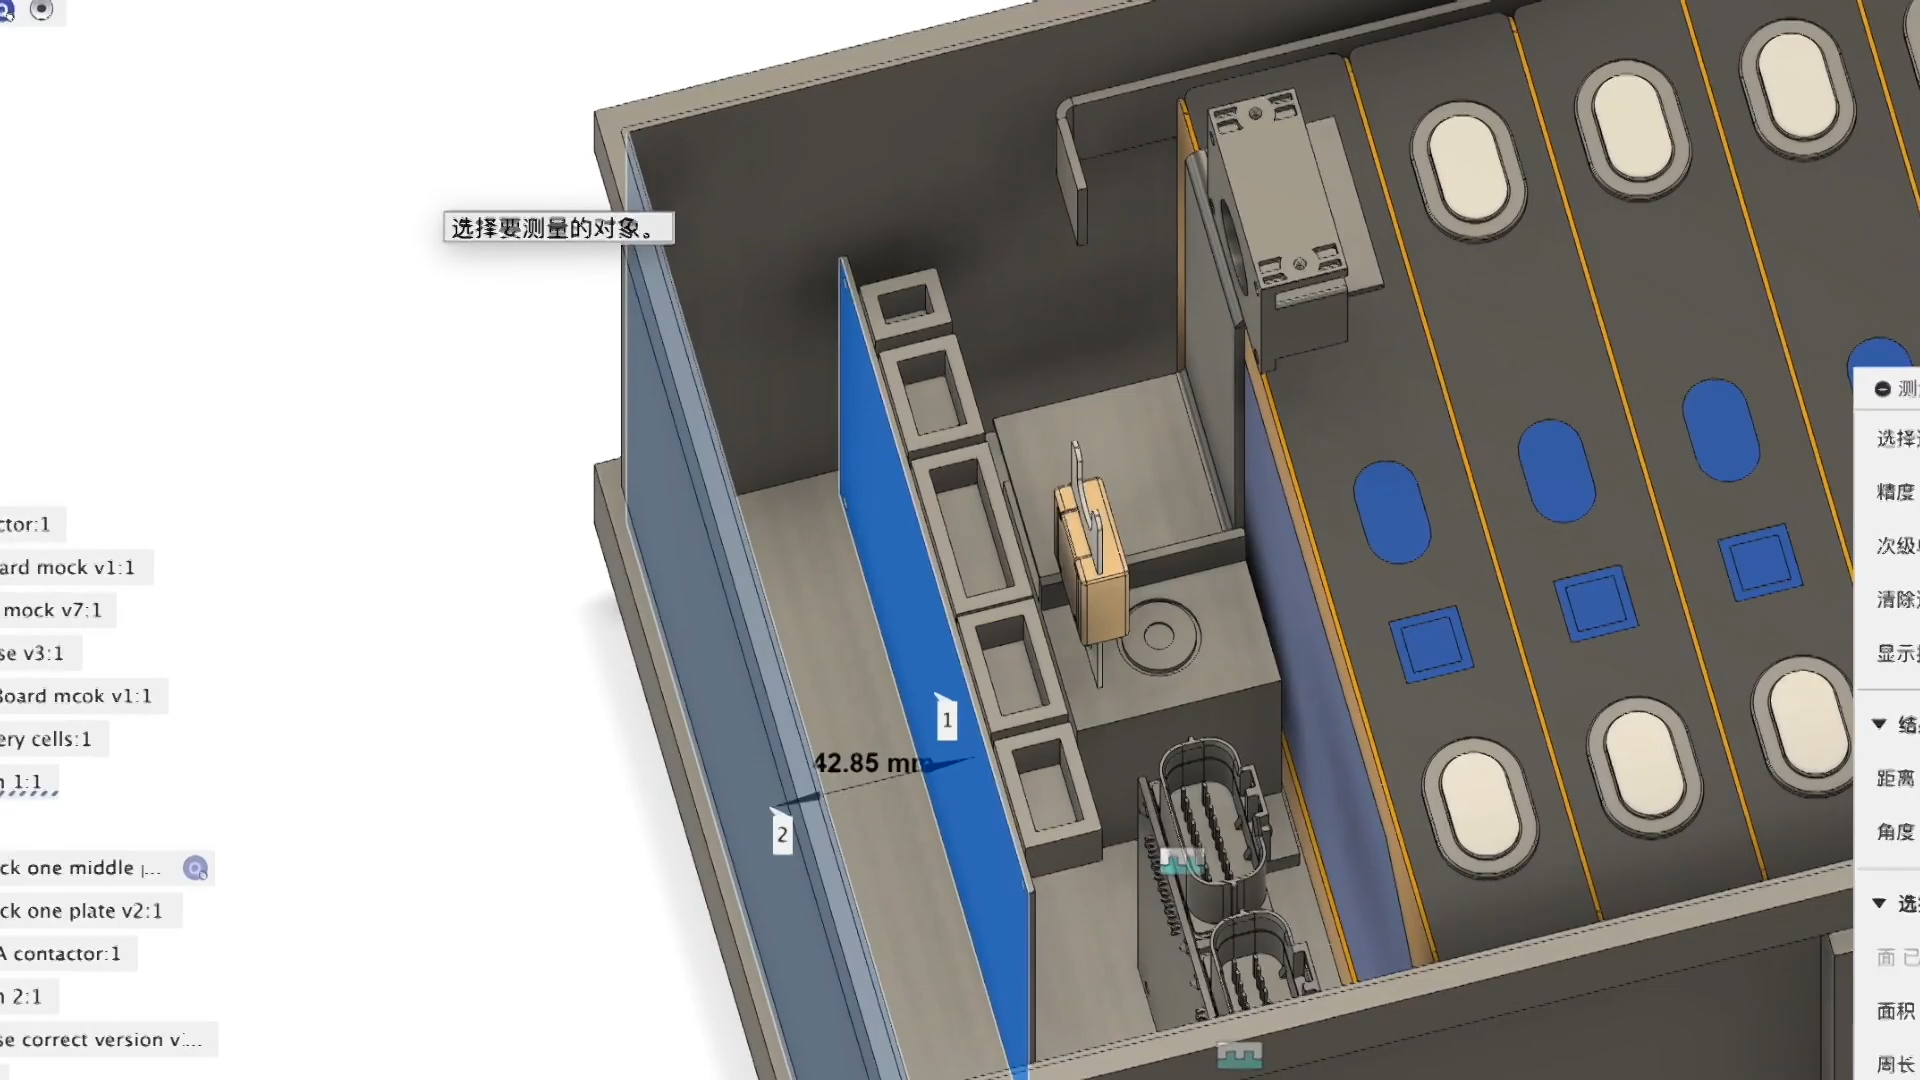 选择要测量的对象。
ctor:1
ard mock v1:1
mock v7:1
se v3:1
Board mcok v1:1
ery cells:1
n 1:1
ck one middle
ck one plate v2:1
A contactor:1
n 2:1
se correct version v:...
1
42.85 mm
2
选择
精度
次级
清除
显示
距离
角度
选
面 已
面积
周长